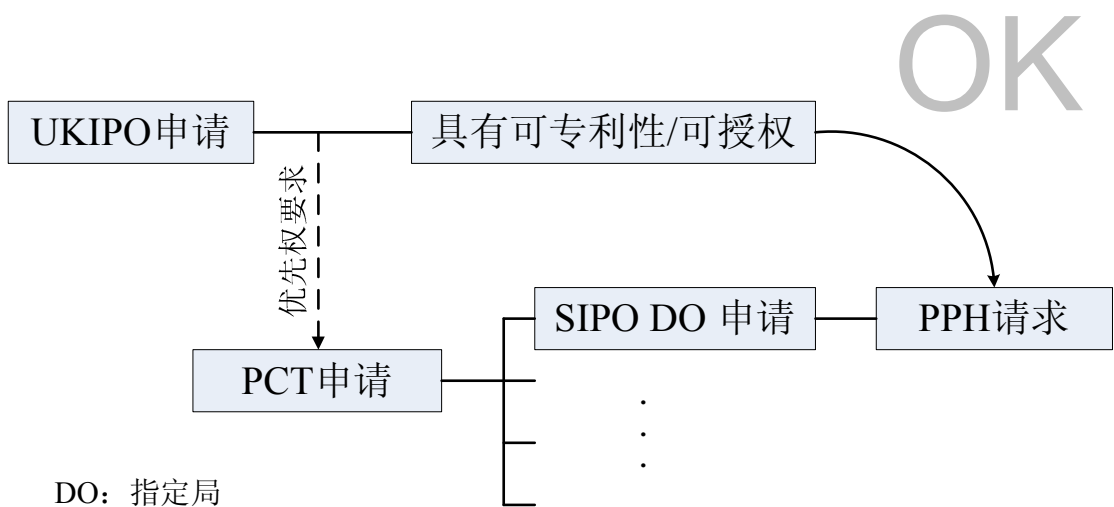 OK
UKIPO申请
具有可专利性/可授权
优先权要求
SIPO DO 申请
PPH请求
PCT申请
DO：指定局